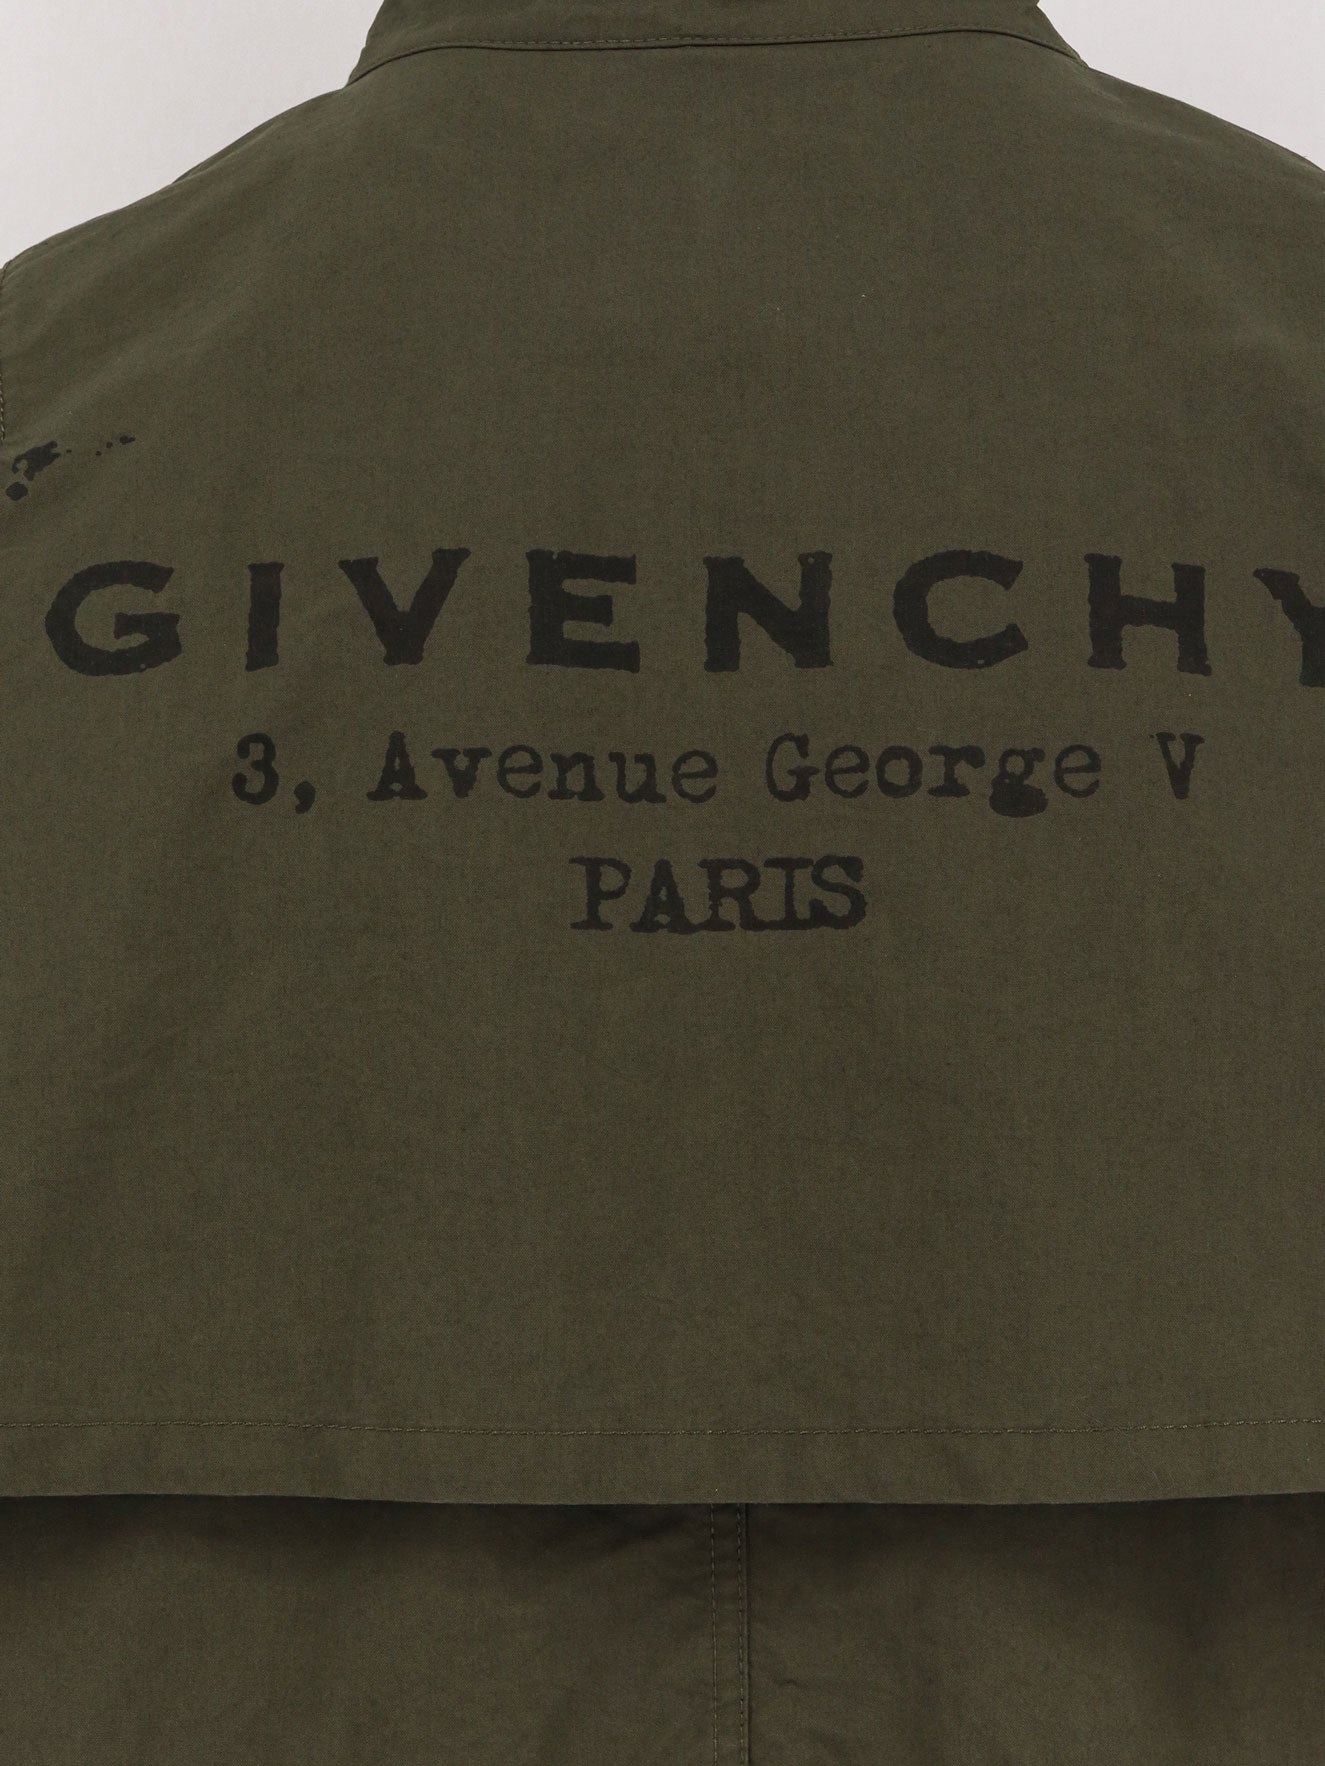 GIVENCHY
3, Avenue George V
PARIS